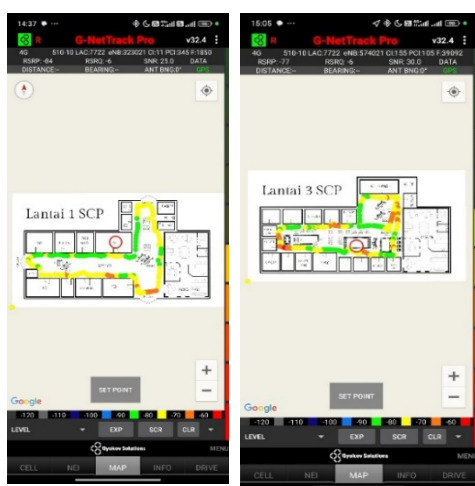 14:37
R G-NetTrack Pro v32.4
4G 510-10 LAC:7722 eNB:323021 CI:11 PCI:345 F:1850
RSRP: -84 RSRQ: -6 SNR: 25.0 DATA
DISTANCE:-- BEARING:-- ANT BNG:0° GPS
Lantai 1 SCP
SET POINT
+
−
Google
-120 -110 -100 -90 -80 -70 -60
LEVEL EXP SCR CLR
Gyokov Solutions MENU
CELL NEI MAP INFO DRIVE
15:05
R G-NetTrack Pro v32.4
4G 510-10 LAC:7722 eNB:574021 CI:155 PCI:105 F:39092
RSRP: -77 RSRQ: -6 SNR: 30.0 DATA
DISTANCE:-- BEARING:-- ANT BNG:0° GPS
Lantai 3 SCP
SET POINT
+
−
Google
-120 -110 -100 -90 -80 -70 -60
LEVEL EXP SCR CLR
Gyokov Solutions MEN
CELL NEI MAP INFO DRIVE